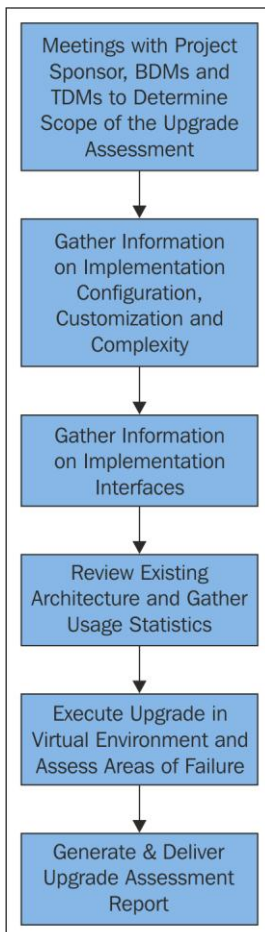 Meetings with Project
Sponsor, BDMs and
TDMs to Determine
Scope of the Upgrade
Assessment
Gather Information
on Implementation
Configuration,
Customization and
Complexity
Gather Information
on Implementation
Interfaces
Review Existing
Architecture and Gather
Usage Statistics
Execute Upgrade in
Virtual Environment and
Assess Areas of Failure
Generate & Deliver
Upgrade Assessment
Report